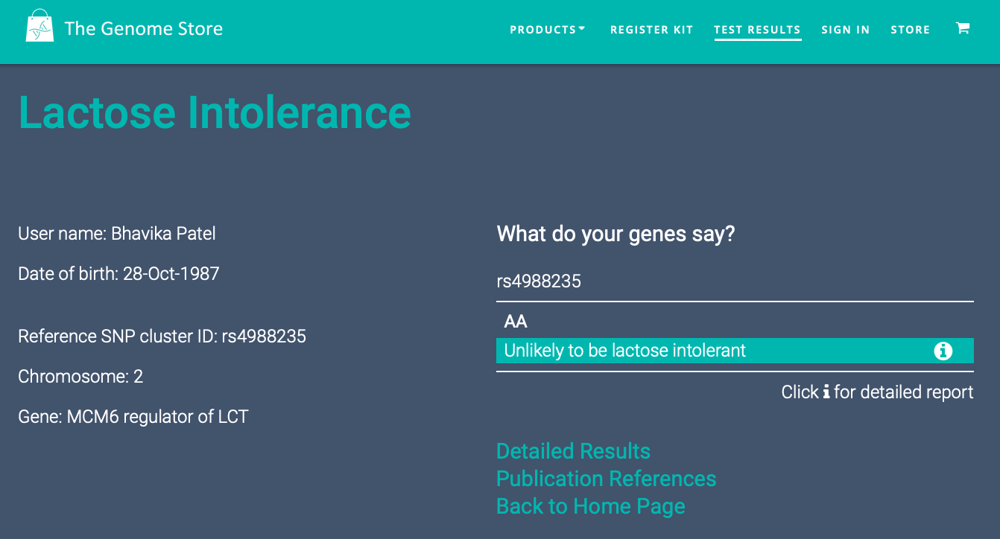 The Genome Store
PRODUCTS REGISTER KIT TEST RESULTS SIGN IN STORE
Lactose Intolerance
User name: Bhavika Patel
Date of birth: 28-Oct-1987
Reference SNP cluster ID: rs4988235
Chromosome: 2
Gene: MCM6 regulator of LCT
What do your genes say?
rs4988235
AA
Unlikely to be lactose intolerant i
Click i for detailed report
Detailed Results
Publication References
Back to Home Page